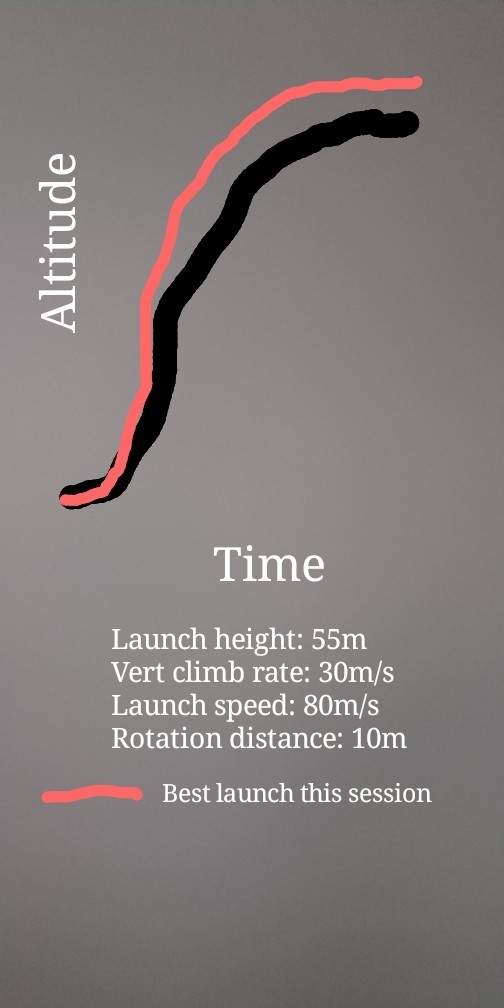 Altitude
Time
Launch height: 55m
Vert climb rate: 30m/s
Launch speed: 80m/s
Rotation distance: 10m
Best launch this session